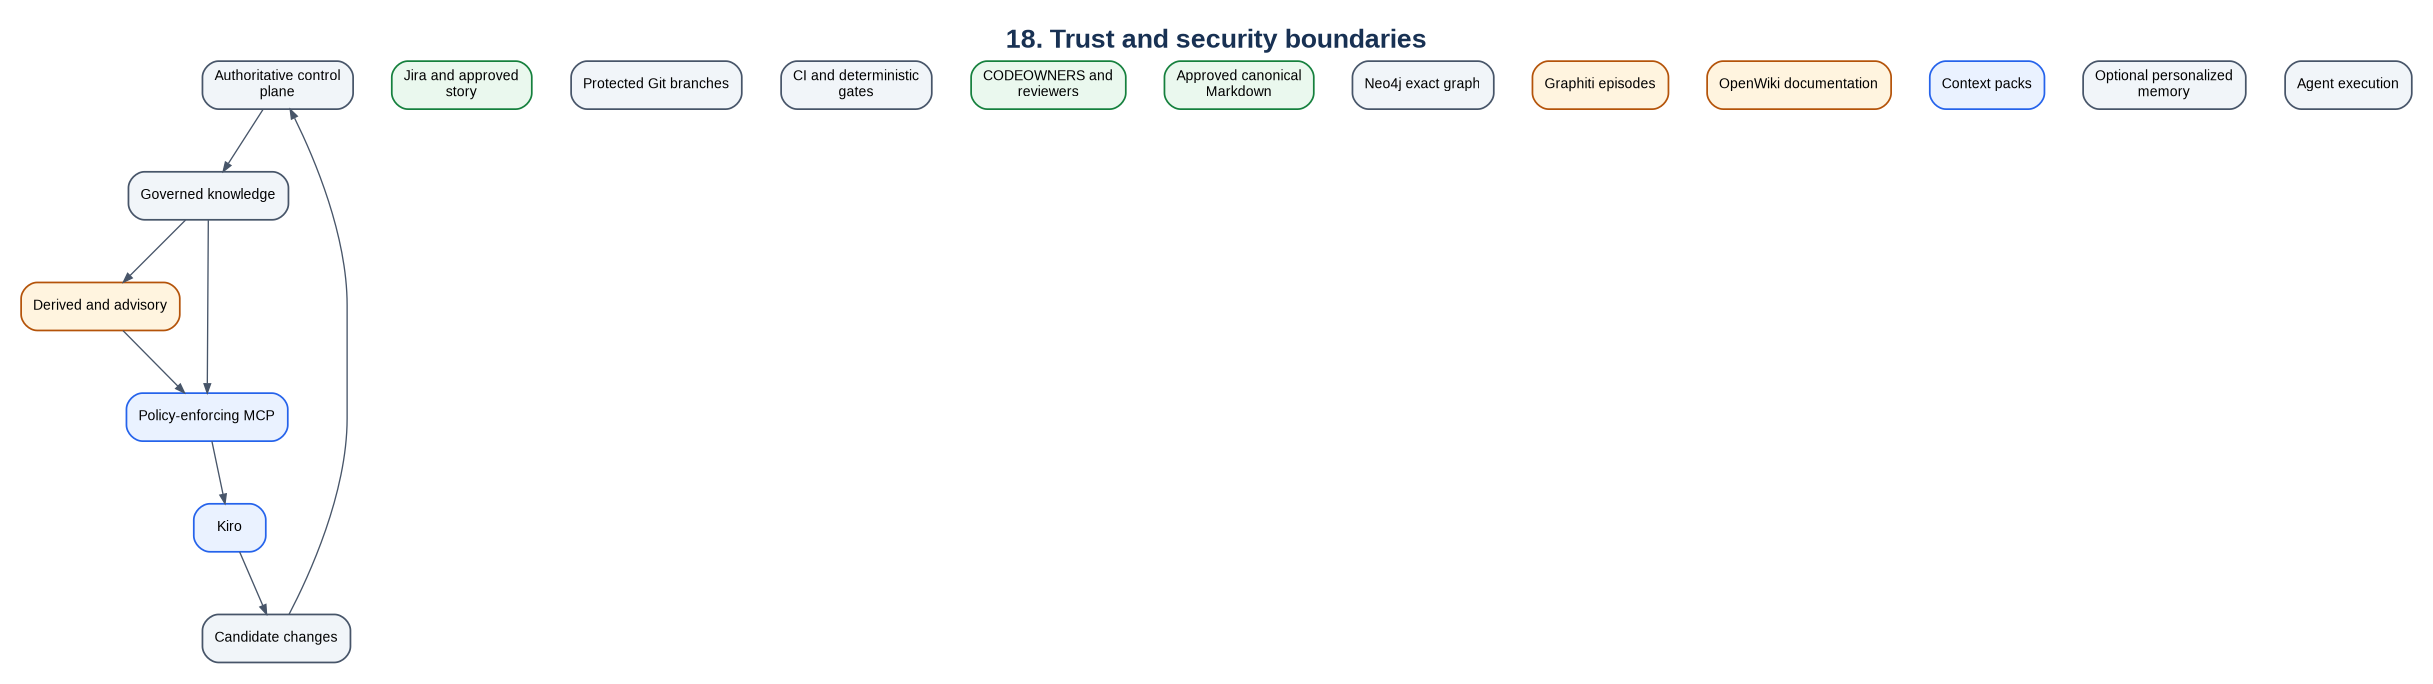 18. Trust and security boundaries
Authoritative control
plane
Jira and approved
story
Protected Git branches
CI and deterministic
gates
CODEOWNERS and
reviewers
Approved canonical
Markdown
Neo4j exact graph
Graphiti episodes
OpenWiki documentation
Context packs
Optional personalized
memory
Agent execution
Governed knowledge
Derived and advisory
Policy-enforcing MCP
Kiro
Candidate changes